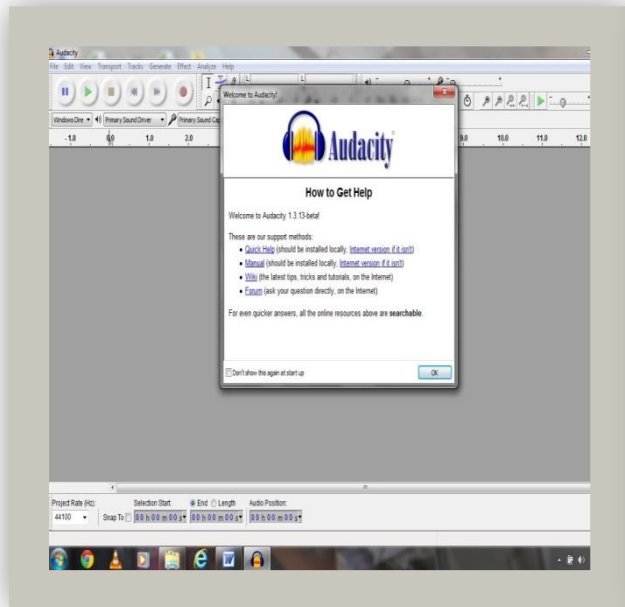 Audacity
File Edit View Transport Tracks Generate Effect Analyze Help
Welcome to Audacity!
Audacity
Primary Sound Driver
-1.0 0.0 1.0 2.0 9.0 10.0 11.0 12.0
How to Get Help
Welcome to Audacity 1.3.13-beta!
These are our support methods:
Quick Help (should be installed locally, Internet version if it isn't)
Manual (should be installed locally, Internet version if it isn't)
Wiki (the latest tips, tricks and tutorials, on the Internet)
Forum (ask your question directly, on the Internet)
For even quicker answers, all the online resources above are searchable.
Don't show this again at start up
OK
Project Rate (Hz): Selection Start: End Length Audio Position:
44100 Snap To 00 h 00 m 00 s 00 h 00 m 00 s 00 h 00 m 00 s